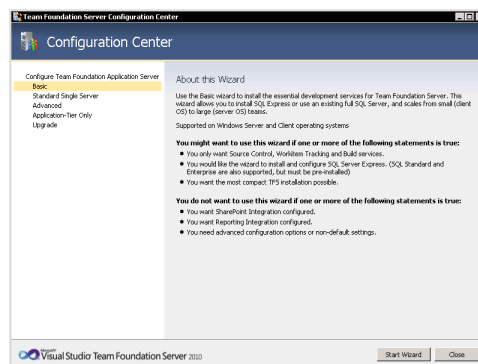 Team Foundation Server Configuration Center
Configuration Center
Configure Team Foundation Application Server
Basic
Standard Single Server
Advanced
Application-Tier Only
Upgrade
About this Wizard
Use the Basic wizard to install the essential development services for Team Foundation Server. This
wizard allows you to install SQL Express or use an existing full SQL Server, and scales from small (client
OS) to large (server OS) teams.
Supported on Windows Server and Client operating systems
You might want to use this wizard if one or more of the following statements is true:
● You only want Source Control, Workitem Tracking and Build services.
● You would like the wizard to install and configure SQL Server Express. (SQL Standard and
Enterprise are also supported, but must be pre-installed)
● You want the most compact TFS installation possible.
You do not want to use this wizard if one or more of the following statements is true:
● You want SharePoint Integration configured.
● You want Reporting Integration configured.
● You need advanced configuration options or non-default settings.
Microsoft
Visual Studio Team Foundation Server 2010
Start Wizard
Close